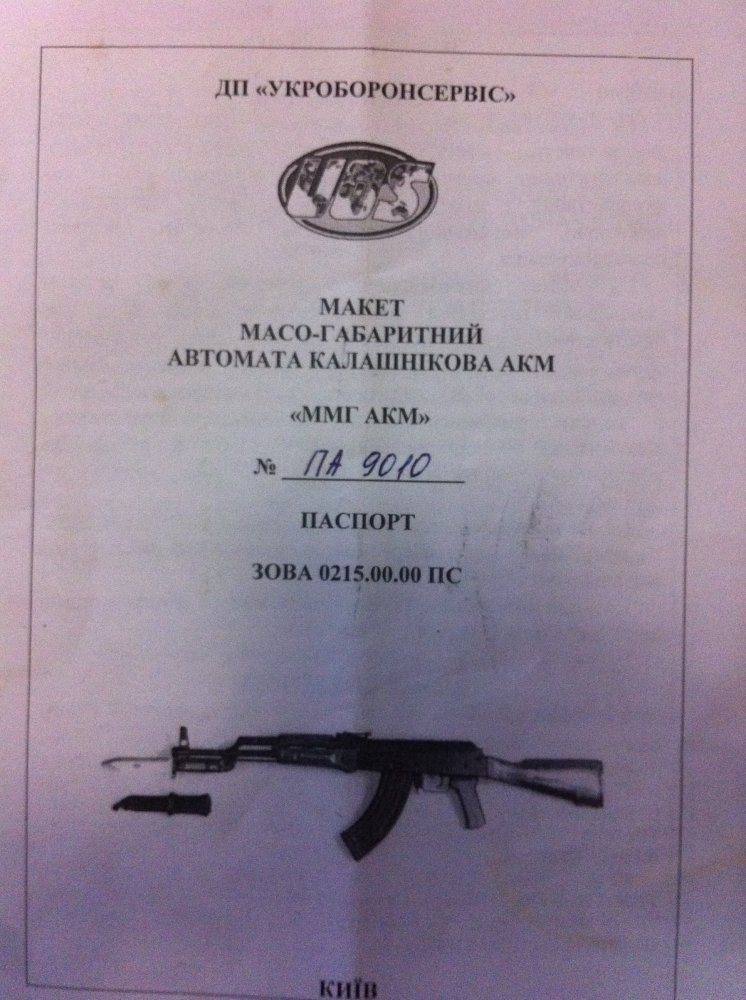 ДП «УКРОБОРОНСЕРВІС»
UOS
МАКЕТ
МАСО-ГАБАРИТНИЙ
АВТОМАТА КАЛАШНІКОВА АКМ
«ММГ АКМ»
№ ПА 9010
ПАСПОРТ
ЗОВА 0215.00.00 ПС
КИЇВ